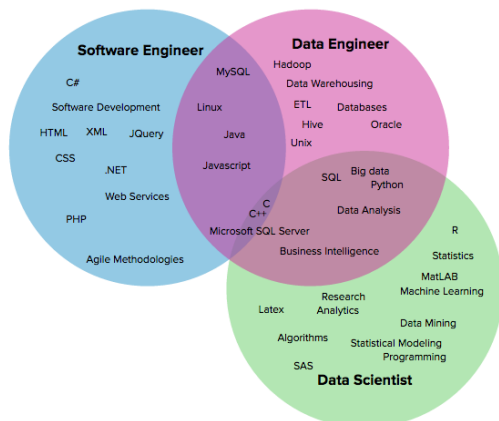 Software Engineer
C#
Software Development
HTML
XML
JQuery
CSS
.NET
Web Services
PHP
Agile Methodologies
MySQL
Linux
Java
Javascript
C
C++
Microsoft SQL Server
Data Engineer
Hadoop
Data Warehousing
ETL
Databases
Hive
Oracle
Unix
SQL
Big data
Python
Data Analysis
Business Intelligence
R
Statistics
MatLAB
Machine Learning
Research
Analytics
Latex
Data Mining
Algorithms
Statistical Modeling
Programming
SAS
Data Scientist